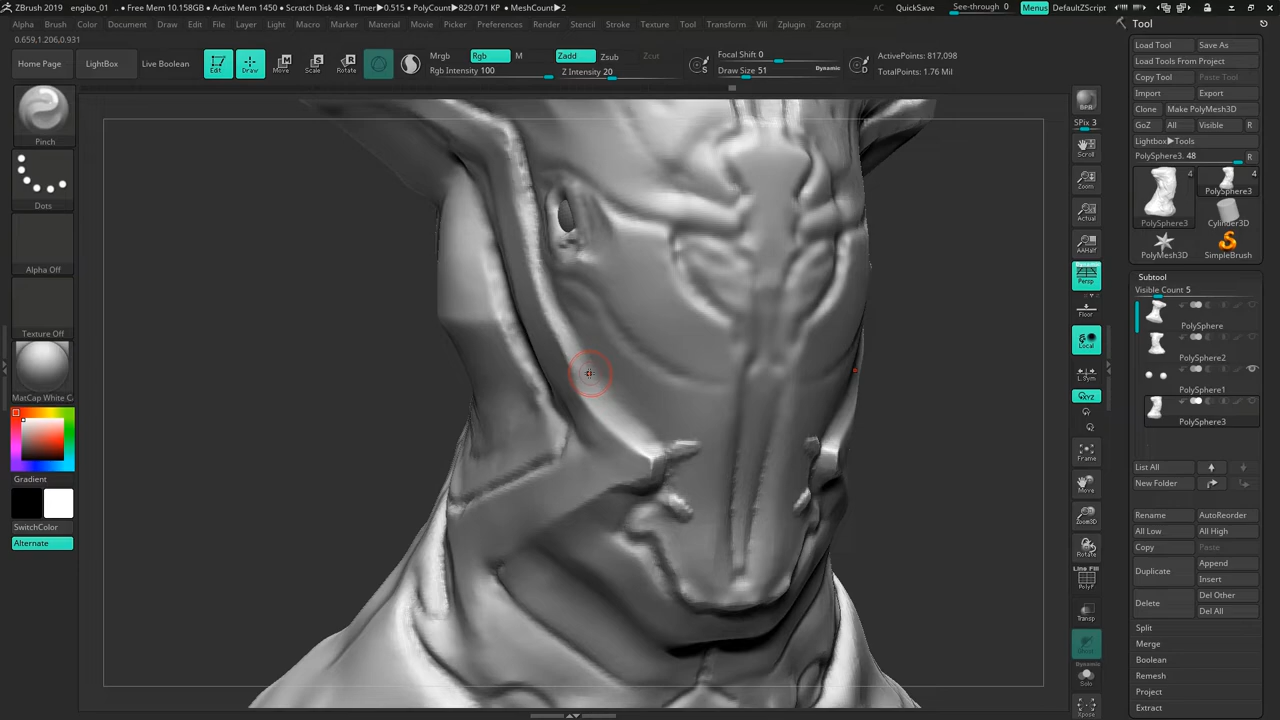 ZBrush 2019  engibo_01  • Free Mem 10.158GB • Active Mem 1450 • Scratch Disk 48 • Timer▶0.515 • PolyCount▶829.071 KP • MeshCount▶2
AC QuickSave See-through 0 Menus DefaultZScript
Alpha Brush Color Document Draw Edit File Layer Light Macro Marker Material Movie Picker Preferences Render Stencil Stroke Texture Tool Transform Zplugin Zscript
0.659,1.206,0.931
Home Page LightBox Live Boolean Edit Draw Move Scale Rotate
Mrgb Rgb M
Rgb Intensity 100
Zadd Zsub Zcut
Z Intensity 20
Focal Shift 0
Draw Size 51 Dynamic
S
D
ActivePoints: 817,098
TotalPoints: 1.76 Mil
Pinch
Dots
Alpha Off
Texture Off
MatCap White C
Gradient
SwitchColor
Alternate
BPR
SPix 3
Scroll
Zoom
Actual
AAHalf
Dynamic
Persp
Floor
Local
L.Sym
XYZ
Frame
Move
Zoom3D
Rotate
Line Fill
PolyF
Transp
Ghost
Dynamic
Solo
Xpose
Tool
Load Tool Save As
Load Tools From Project
Copy Tool Paste Tool
Import Export
Clone Make PolyMesh3D
GoZ All Visible R
Lightbox▶Tools
PolySphere3. 48 R
4 4
PolySphere3
PolySphere3 Cylinder3D
PolyMesh3D SimpleBrush
Subtool
Visible Count 5
PolySphere
PolySphere2
PolySphere1
PolySphere3
List All
New Folder
Rename AutoReorder
All Low All High
Copy Paste
Duplicate Append
Insert
Delete Del Other
Del All
Split
Merge
Boolean
Remesh
Project
Extract